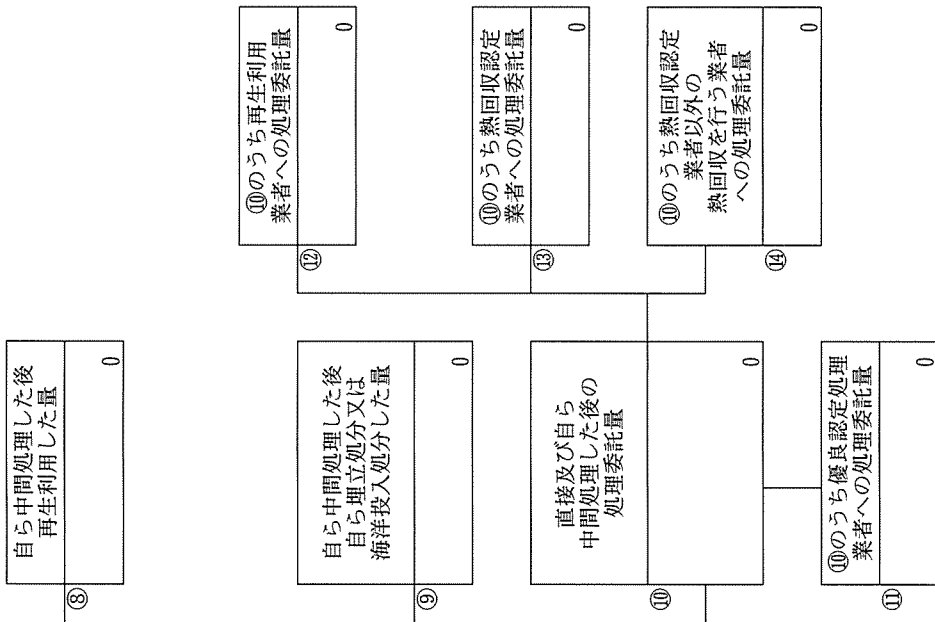 ⑧
自ら中間処理した後
再生利用した量
0
⑨
自ら中間処理した後
自ら埋立処分又は
海洋投入処分した量
0
⑩
直接及び自ら
中間処理した後の
処理委託量
0
⑪
⑩のうち優良認定処理
業者への処理委託量
0
⑫
⑩のうち再生利用
業者への処理委託量
0
⑬
⑩のうち熱回収認定
業者への処理委託量
0
⑭
⑩のうち熱回収認定
業者以外の
熱回収を行う業者
への処理委託量
0